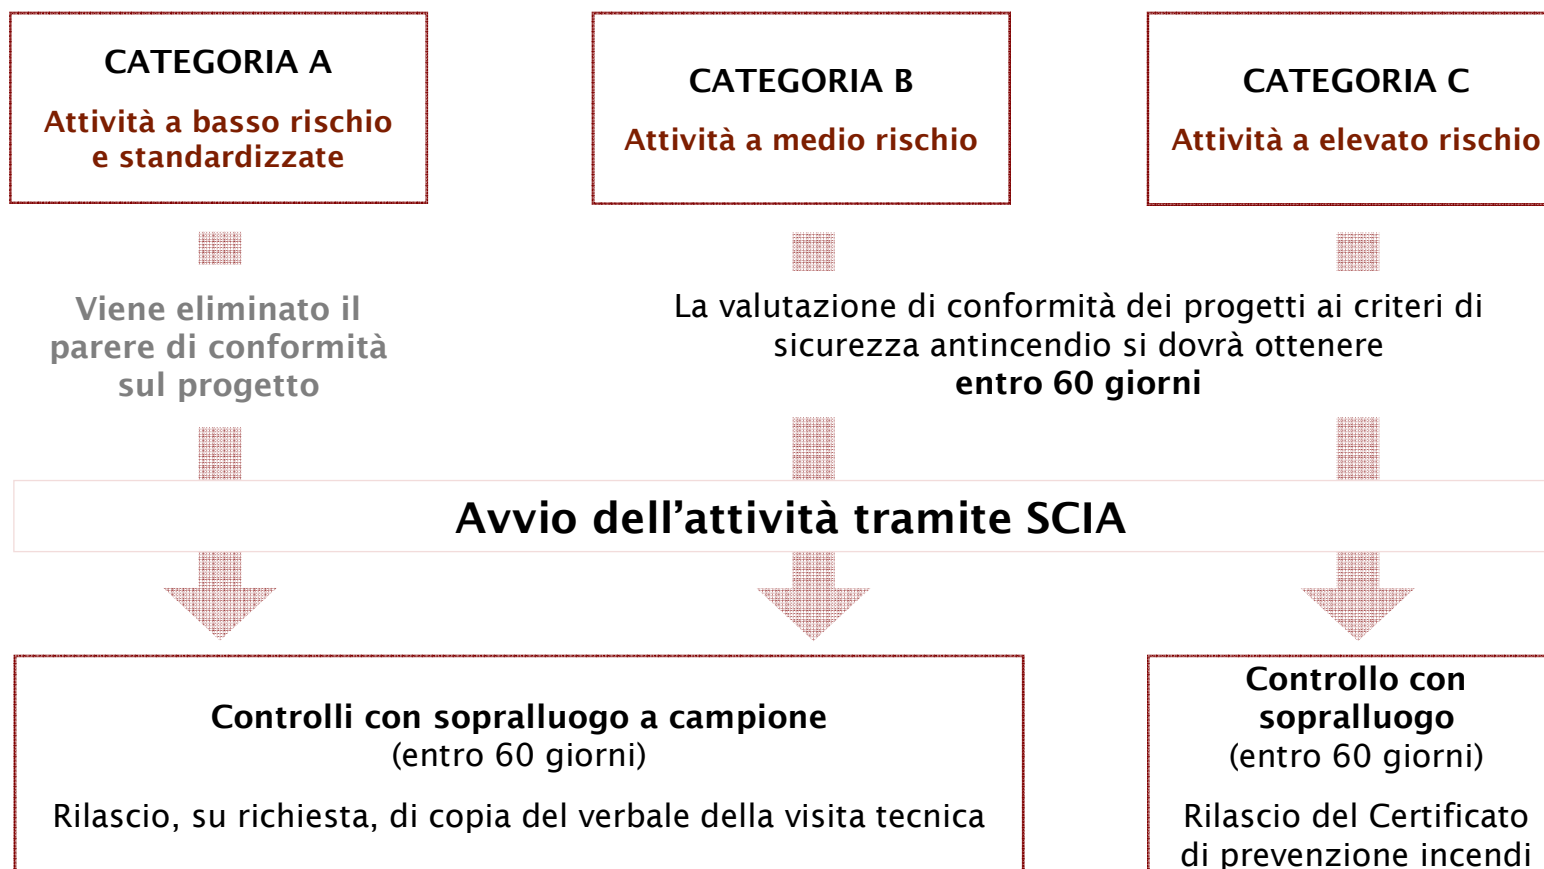 CATEGORIA A
Attività a basso rischio
e standardizzate
CATEGORIA B
Attività a medio rischio
CATEGORIA C
Attività a elevato rischio
Viene eliminato il
parere di conformità
sul progetto
La valutazione di conformità dei progetti ai criteri di
sicurezza antincendio si dovrà ottenere
entro 60 giorni
Avvio dell’attività tramite SCIA
Controlli con sopralluogo a campione
(entro 60 giorni)
Rilascio, su richiesta, di copia del verbale della visita tecnica
Controllo con
sopralluogo
(entro 60 giorni)
Rilascio del Certificato
di prevenzione incendi